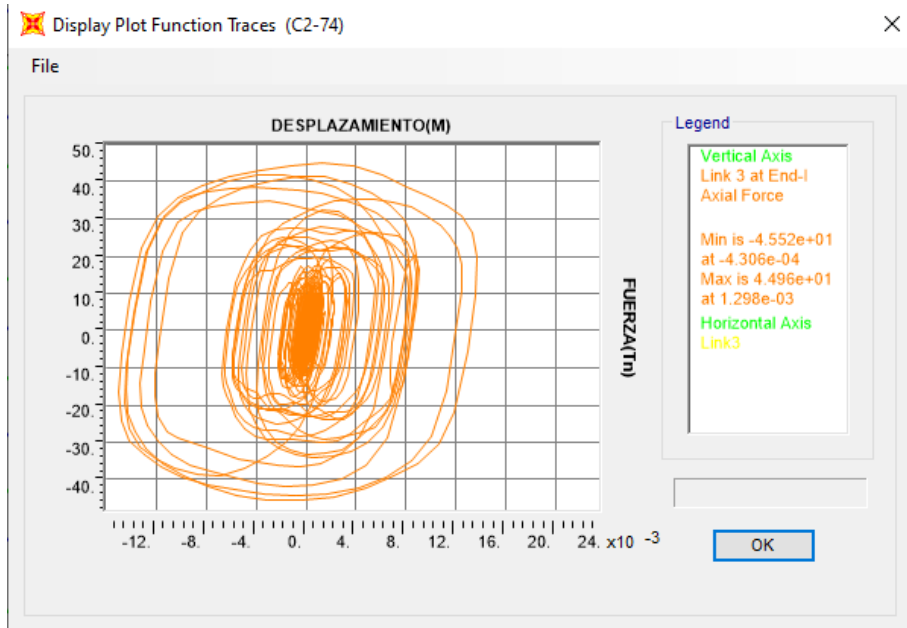 Display Plot Function Traces (C2-74)
File
DESPLAZAMIENTO(M)
50.
40.
30.
20.
10.
0.
-10.
-20.
-30.
-40.
-12. -8. -4. 0. 4. 8. 12. 16. 20. 24. x10 -3
FUERZA(Tn)
Legend
Vertical Axis
Link 3 at End-I
Axial Force
Min is -4.552e+01
at -4.306e-04
Max is 4.496e+01
at 1.298e-03
Horizontal Axis
Link3
OK